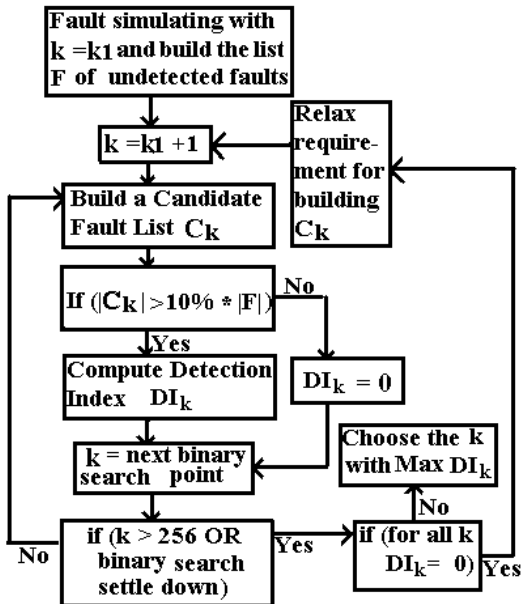 Fault simulating with
k =k1 and build the list
F of undetected faults
k =k1 +1
Relax
require-
ment for
building
Ck
Build a Candidate
Fault List Ck
If (|Ck| >10% * |F|)
No
Yes
Compute Detection
Index DIk
DIk = 0
k = next binary
search point
Choose the k
with Max DIk
No
if (k > 256 OR
binary search
settle down)
No
Yes
if (for all k
DIk= 0)
Yes